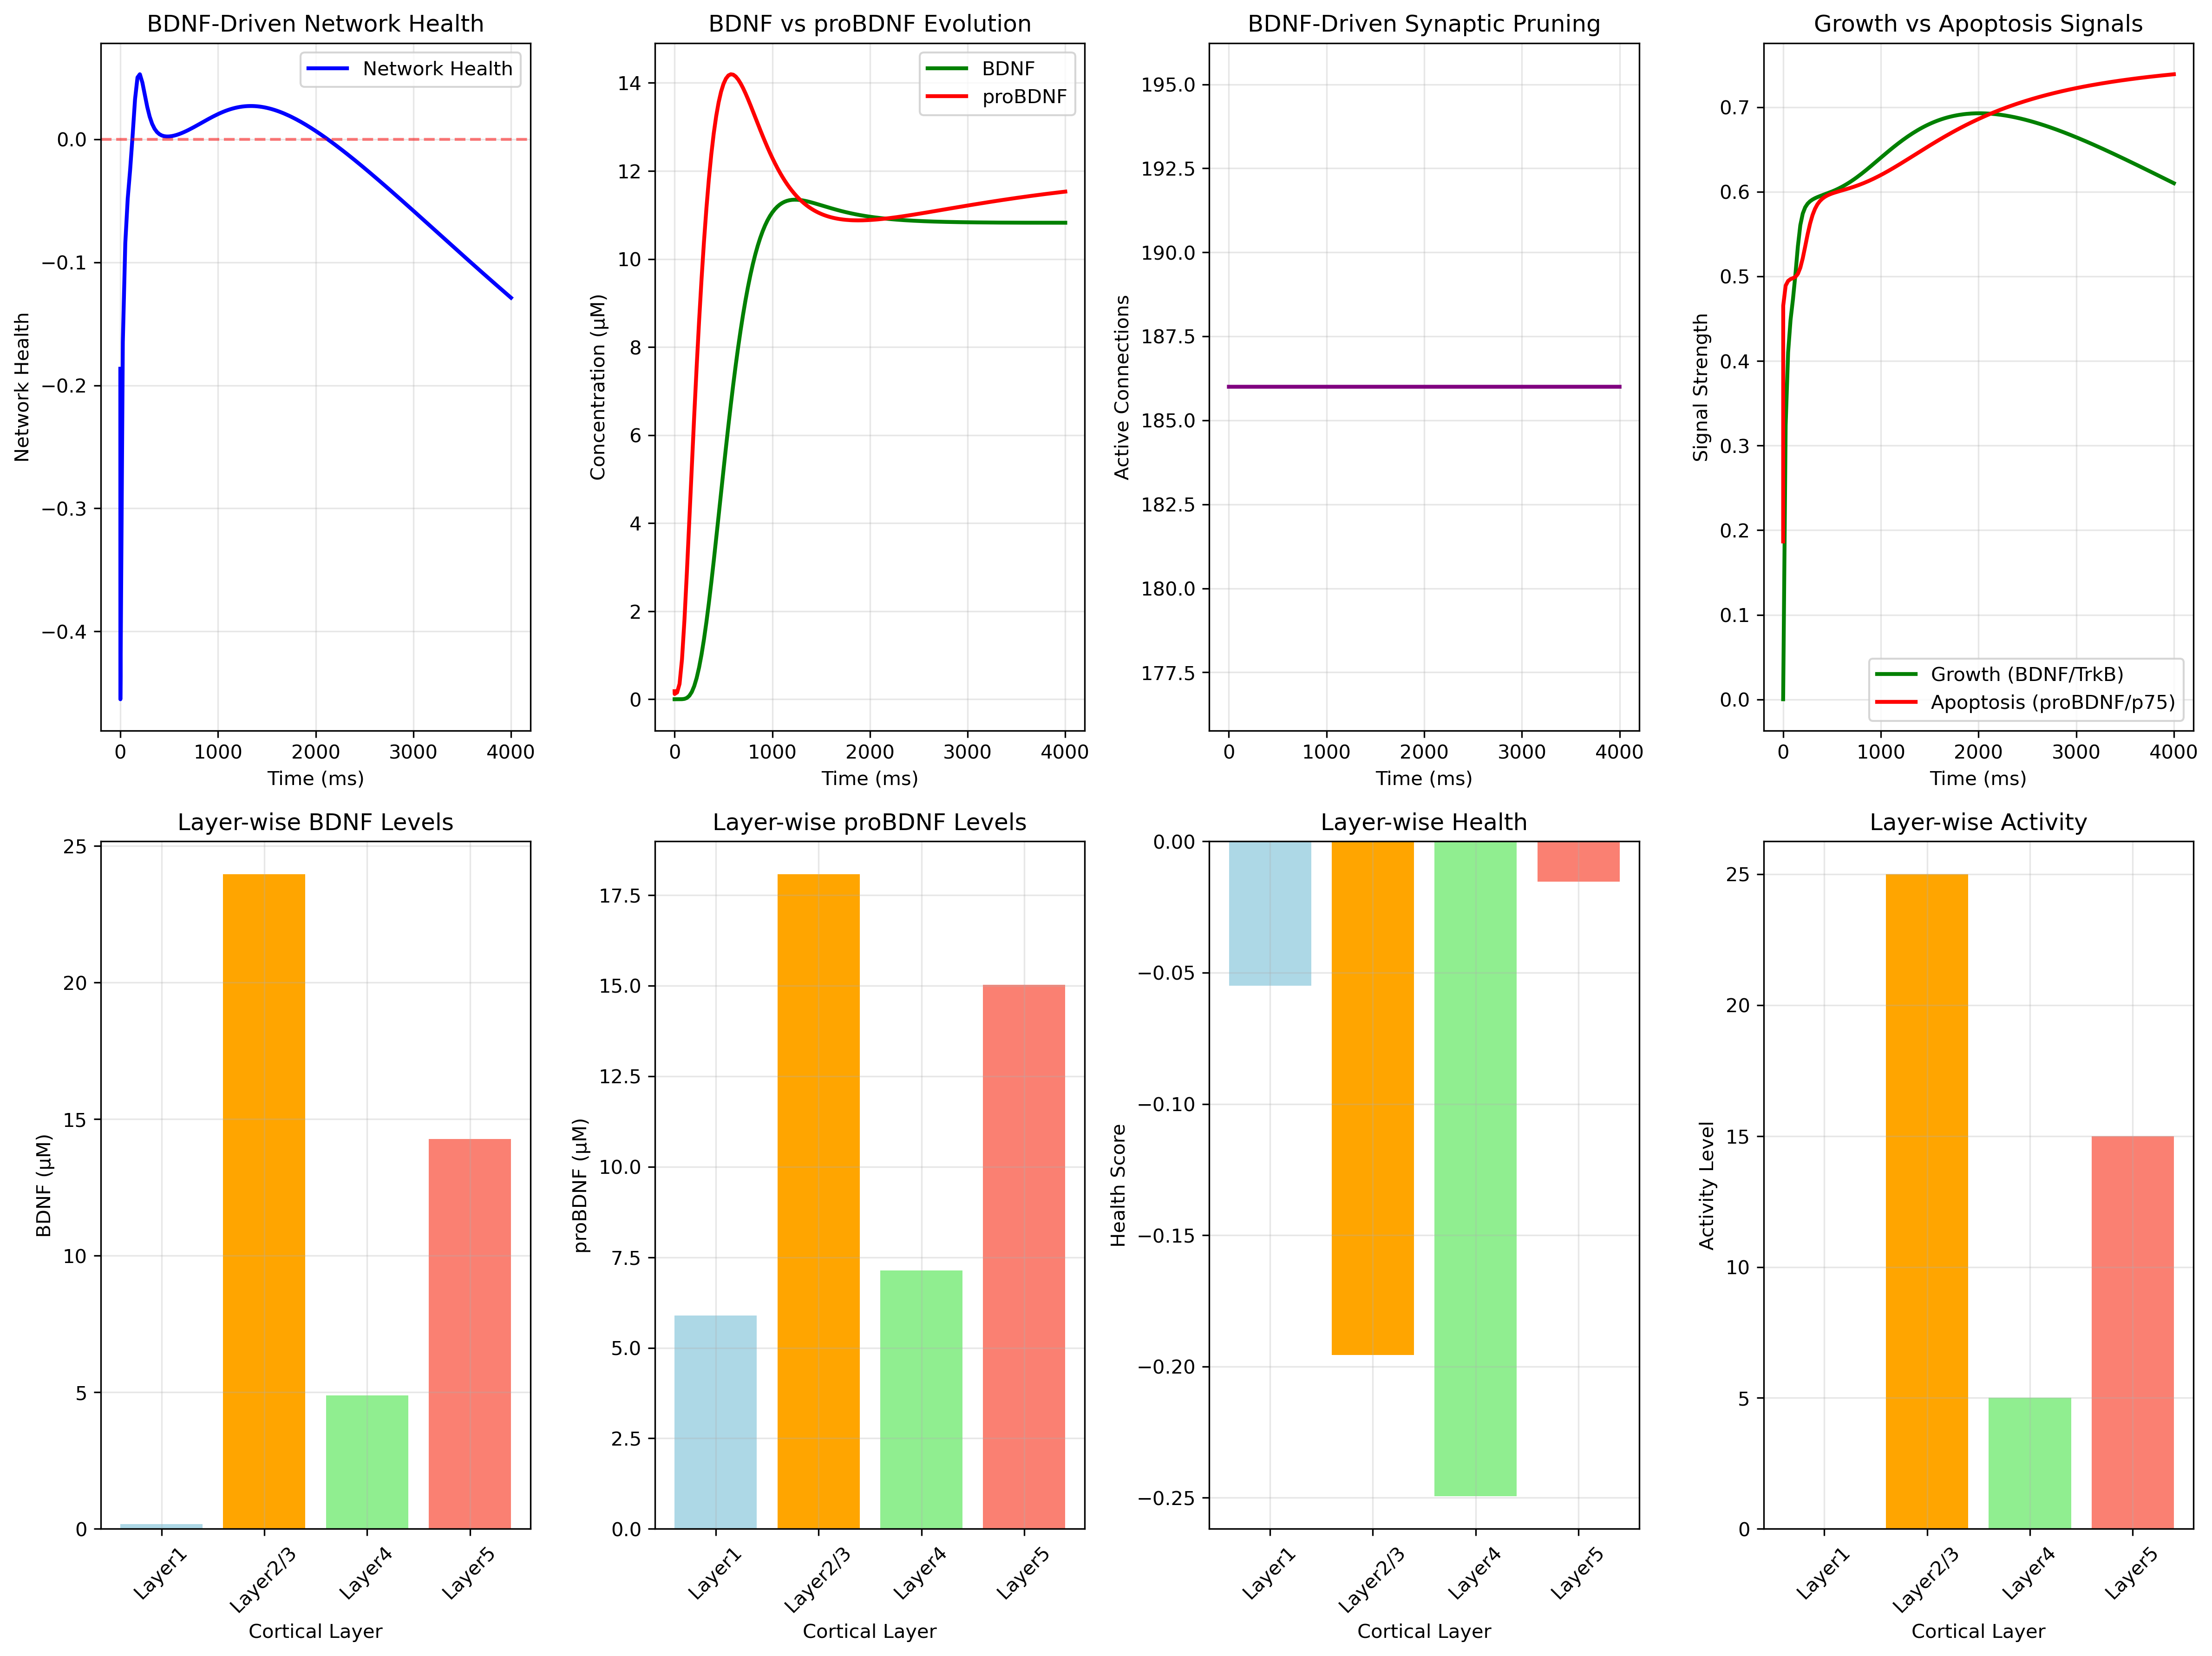 BDNF-Driven Network Health
Network Health
Network Health
0.0
−0.1
−0.2
−0.3
−0.4
0 1000 2000 3000 4000
Time (ms)
BDNF vs proBDNF Evolution
BDNF
proBDNF
Concentration (μM)
14
12
10
8
6
4
2
0
0 1000 2000 3000 4000
Time (ms)
BDNF-Driven Synaptic Pruning
Active Connections
195.0
192.5
190.0
187.5
185.0
182.5
180.0
177.5
0 1000 2000 3000 4000
Time (ms)
Growth vs Apoptosis Signals
Signal Strength
0.7
0.6
0.5
0.4
0.3
0.2
0.1
0.0
Growth (BDNF/TrkB)
Apoptosis (proBDNF/p75)
0 1000 2000 3000 4000
Time (ms)
Layer-wise BDNF Levels
BDNF (μM)
25
20
15
10
5
0
Layer1 Layer2/3 Layer4 Layer5
Cortical Layer
Layer-wise proBDNF Levels
proBDNF (μM)
17.5
15.0
12.5
10.0
7.5
5.0
2.5
0.0
Layer1 Layer2/3 Layer4 Layer5
Cortical Layer
Layer-wise Health
Health Score
0.00
−0.05
−0.10
−0.15
−0.20
−0.25
Layer1 Layer2/3 Layer4 Layer5
Cortical Layer
Layer-wise Activity
Activity Level
25
20
15
10
5
0
Layer1 Layer2/3 Layer4 Layer5
Cortical Layer